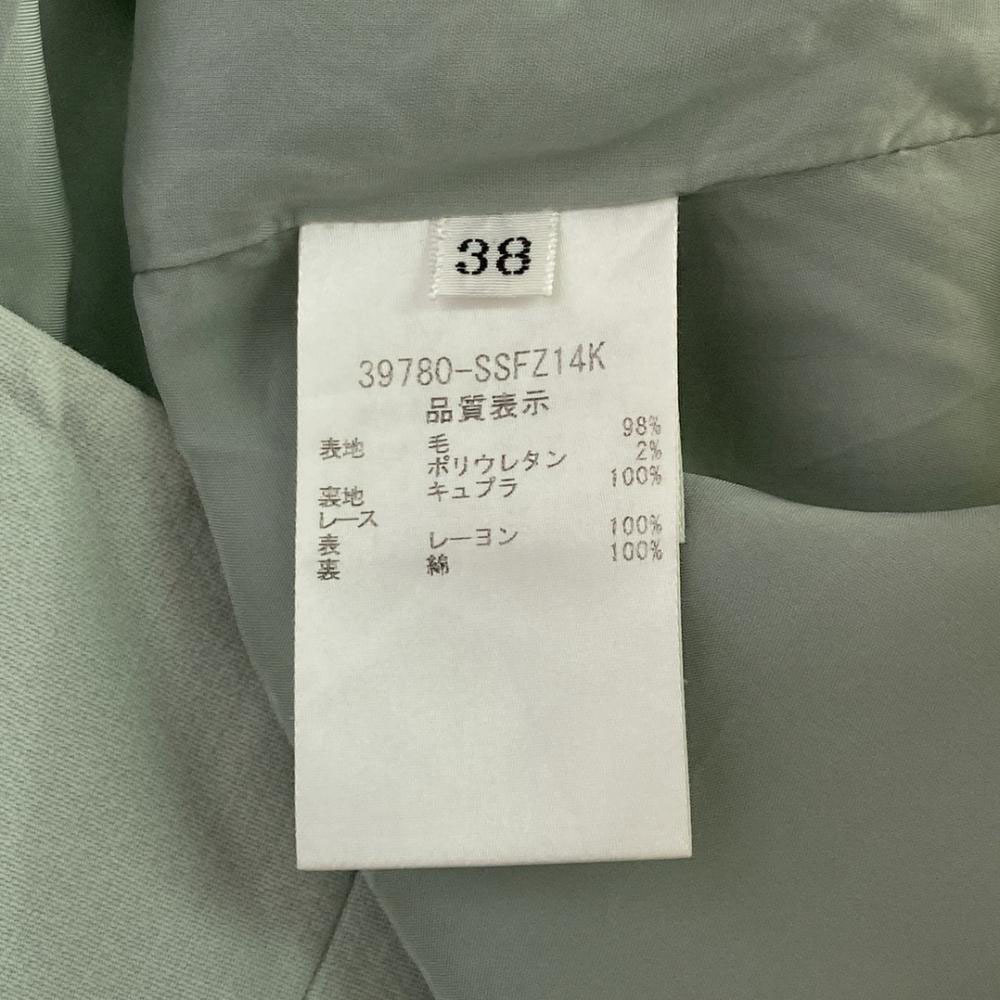 38
39780-SSFZ14K
品質表示
表地 毛 98%
ポリウレタン 2%
裏地 キュプラ 100%
レース
表 レーヨン 100%
裏 綿 100%